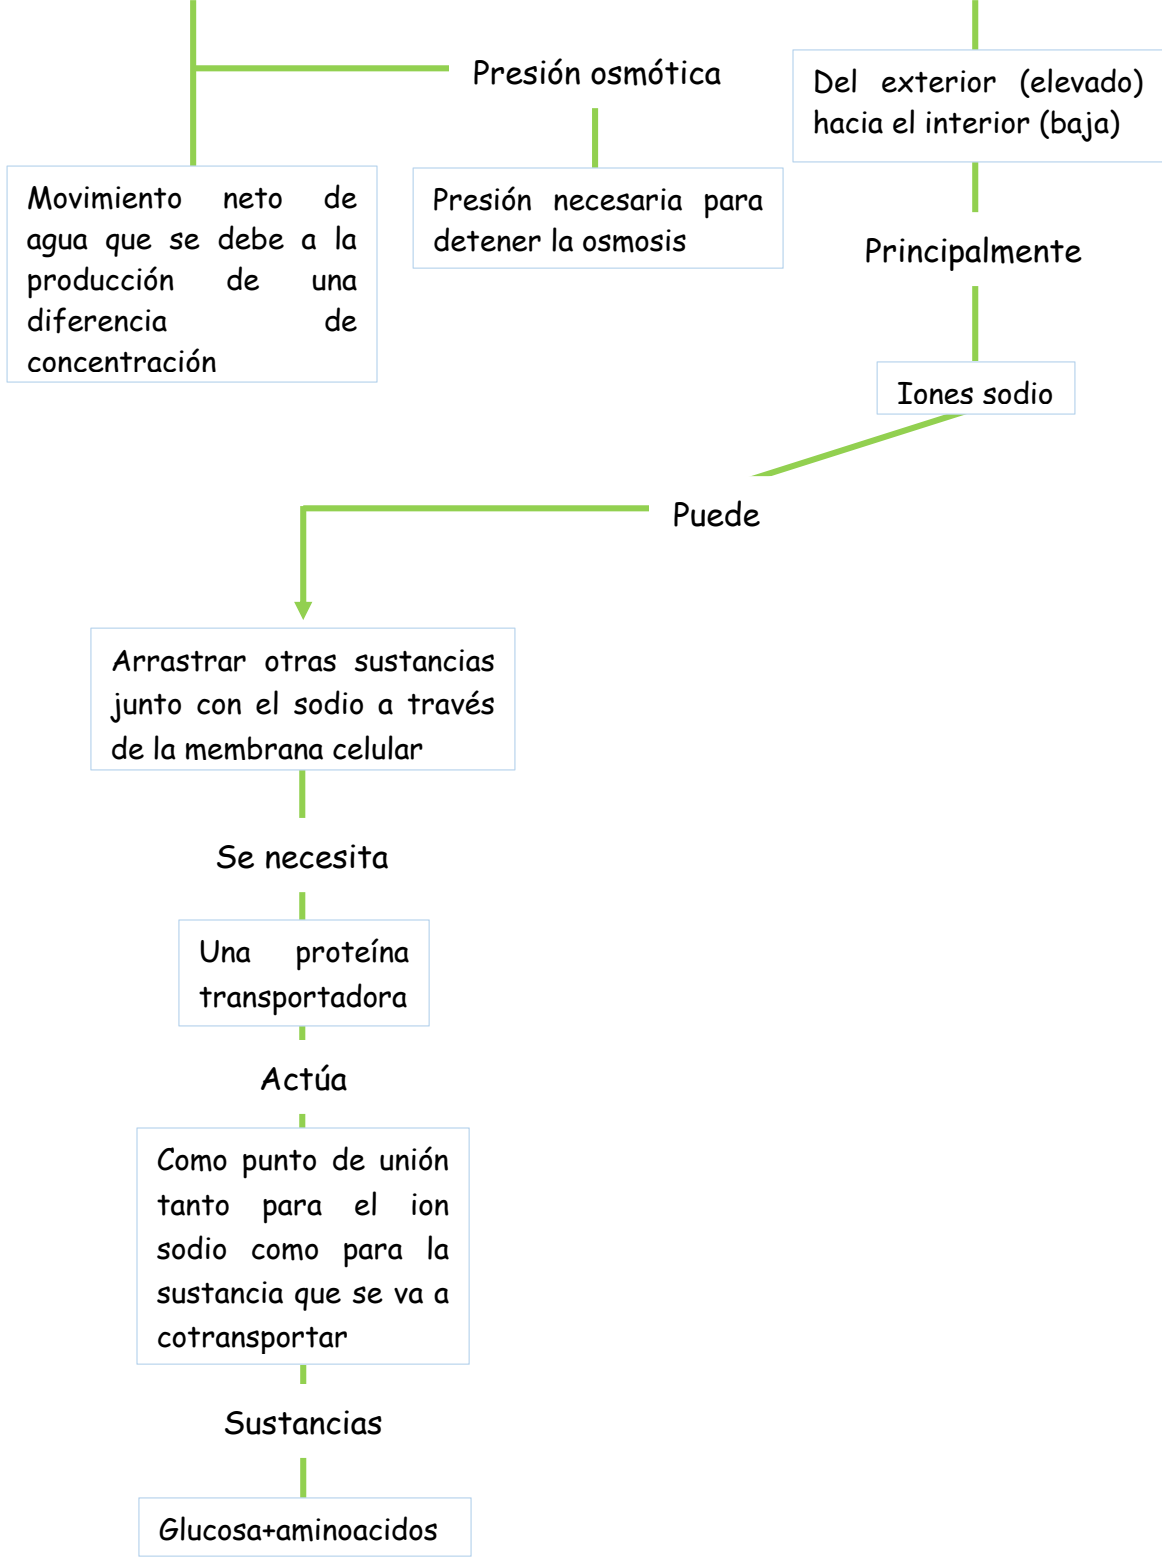 Presión osmótica
Del exterior (elevado)
hacia el interior (baja)
Movimiento neto de
agua que se debe a la
producción de una
diferencia de
concentración
Presión necesaria para
detener la osmosis
Principalmente
Iones sodio
Puede
Arrastrar otras sustancias
junto con el sodio a través
de la membrana celular
Se necesita
Una proteína
transportadora
Actúa
Como punto de unión
tanto para el ion
sodio como para la
sustancia que se va a
cotransportar
Sustancias
Glucosa+aminoacidos